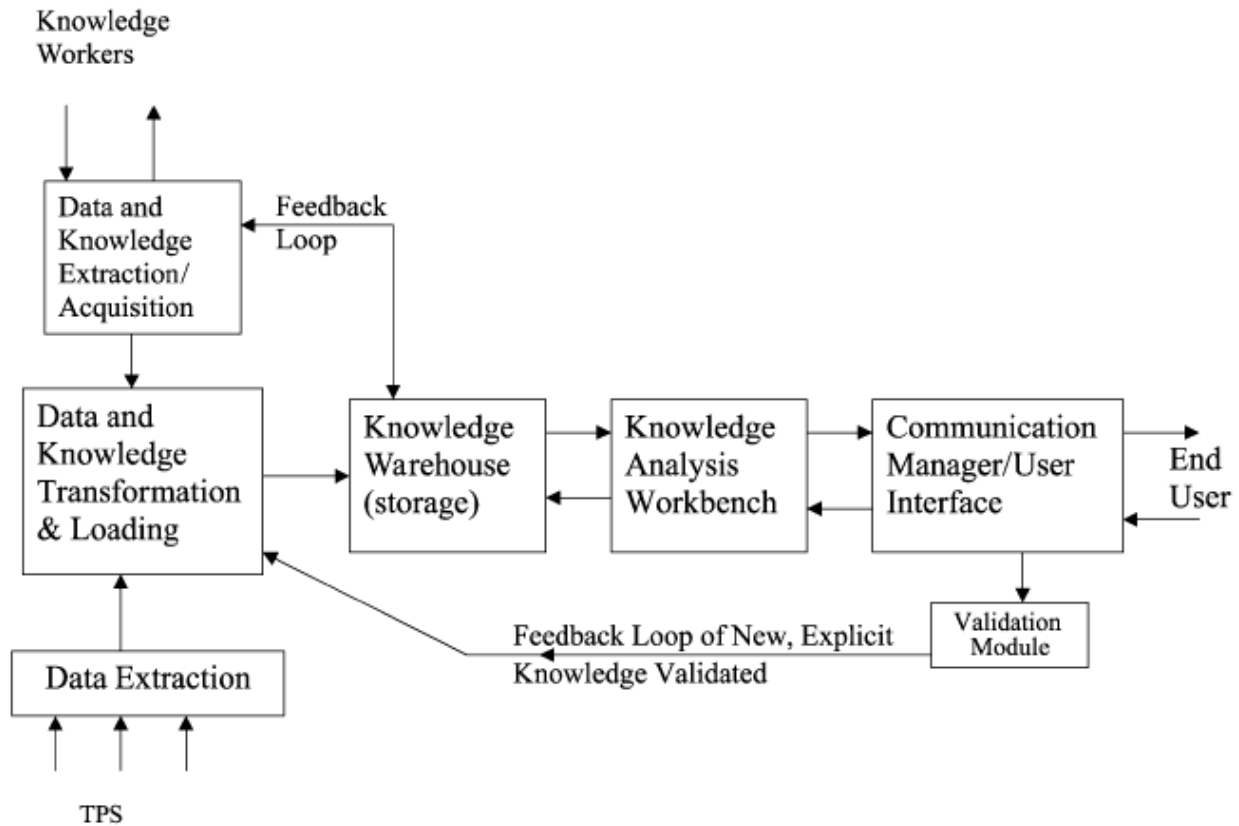 Knowledge
Workers
Data and
Knowledge
Extraction/
Acquisition
Feedback
Loop
Data and
Knowledge
Transformation
& Loading
Knowledge
Warehouse
(storage)
Knowledge
Analysis
Workbench
Communication
Manager/User
Interface
End
User
Validation
Module
Feedback Loop of New, Explicit
Knowledge Validated
Data Extraction
TPS